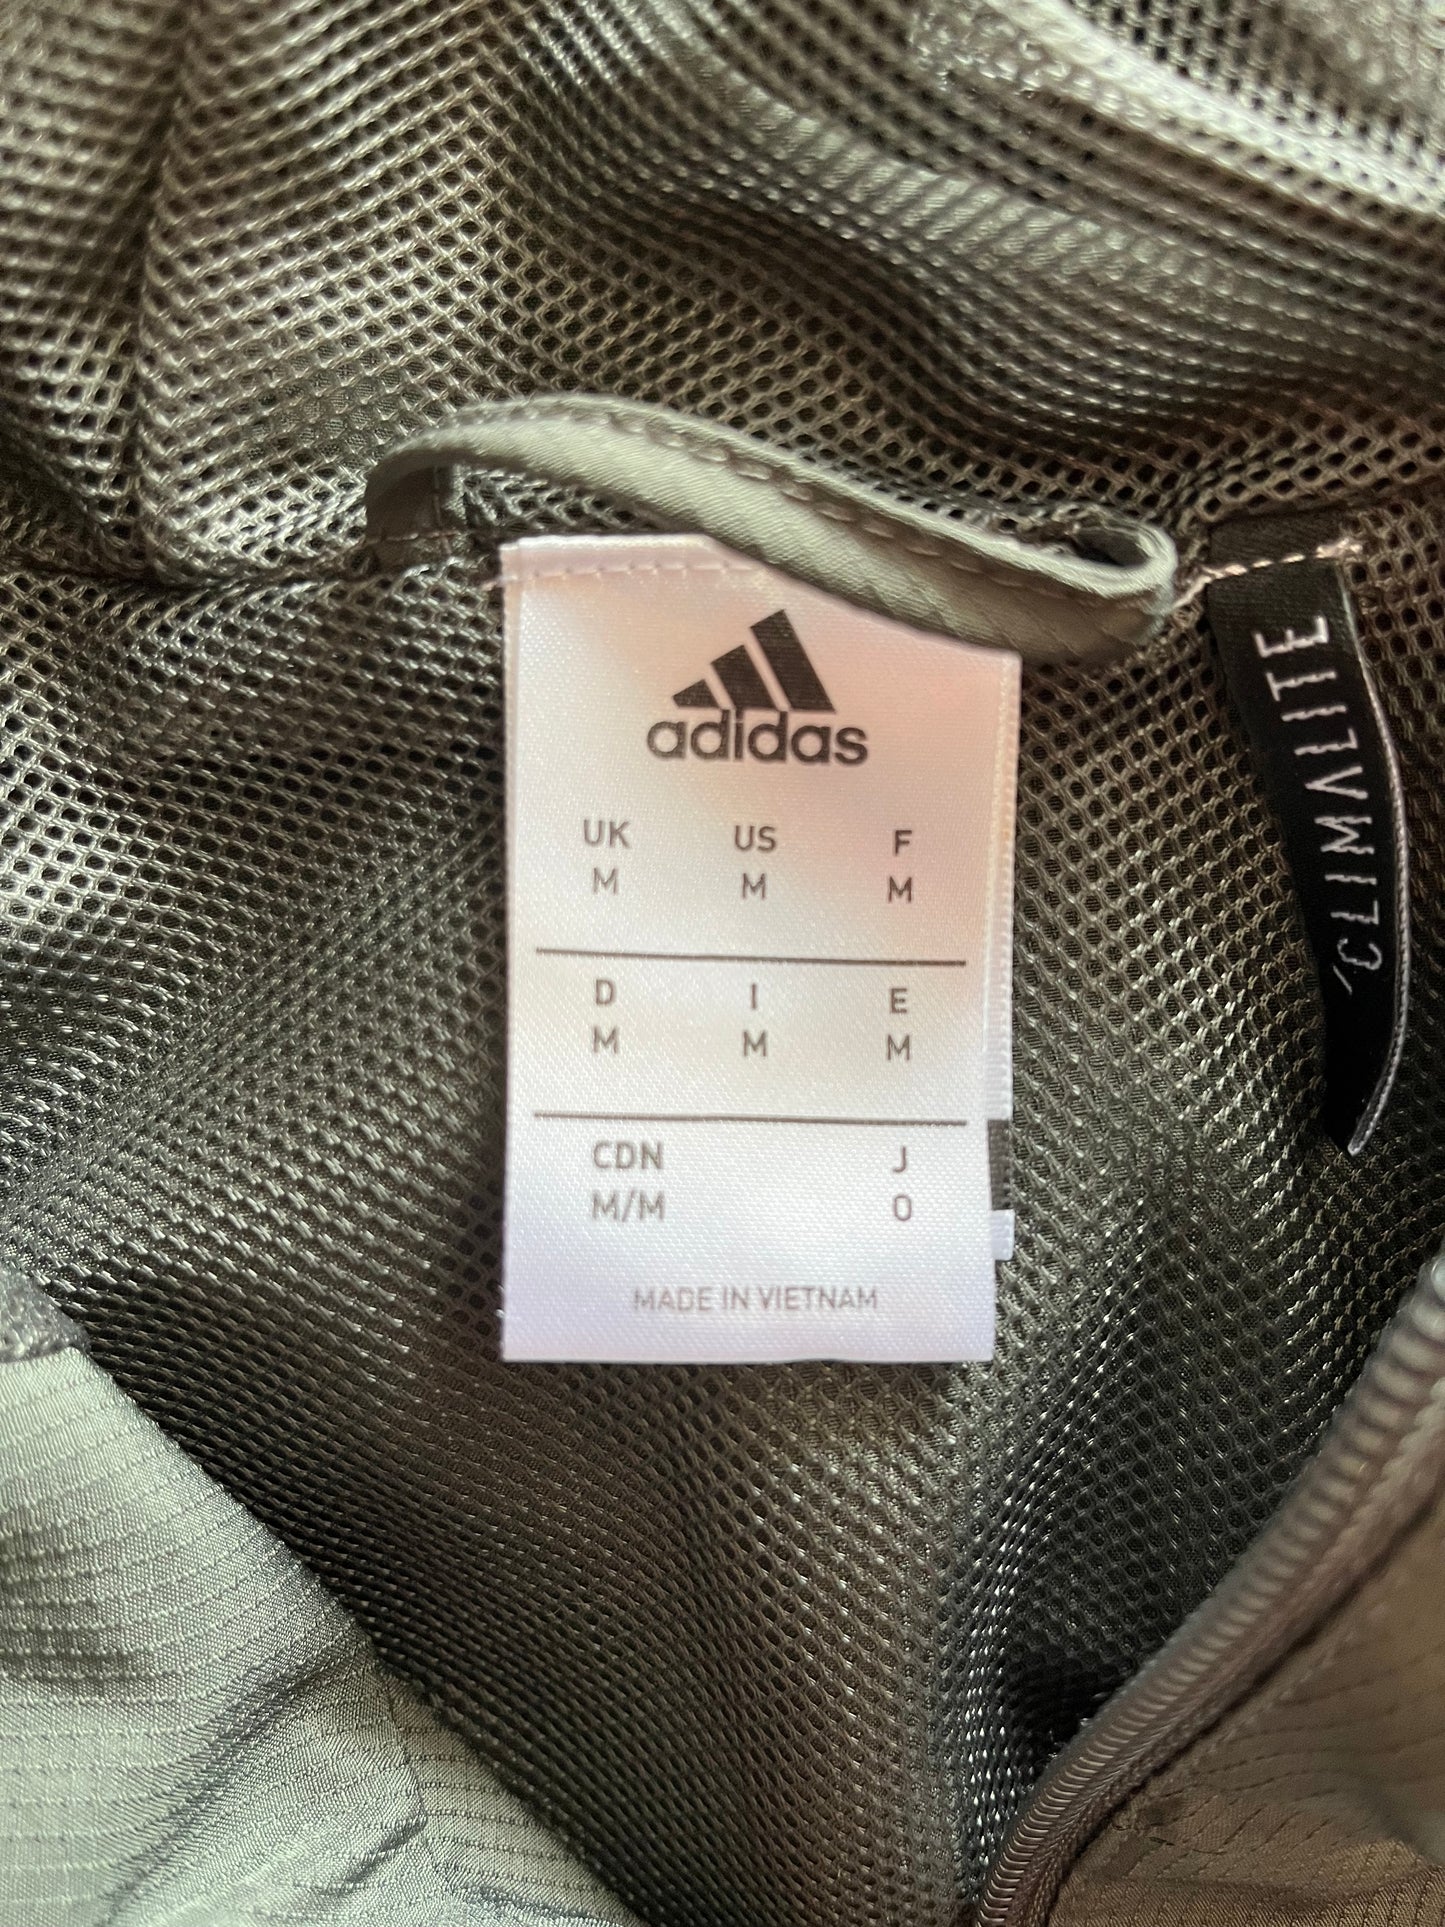 adidas
UK US F
M M M
D I E
M M M
CDN J
M/M O
MADE IN VIETNAM
CLIMALITE